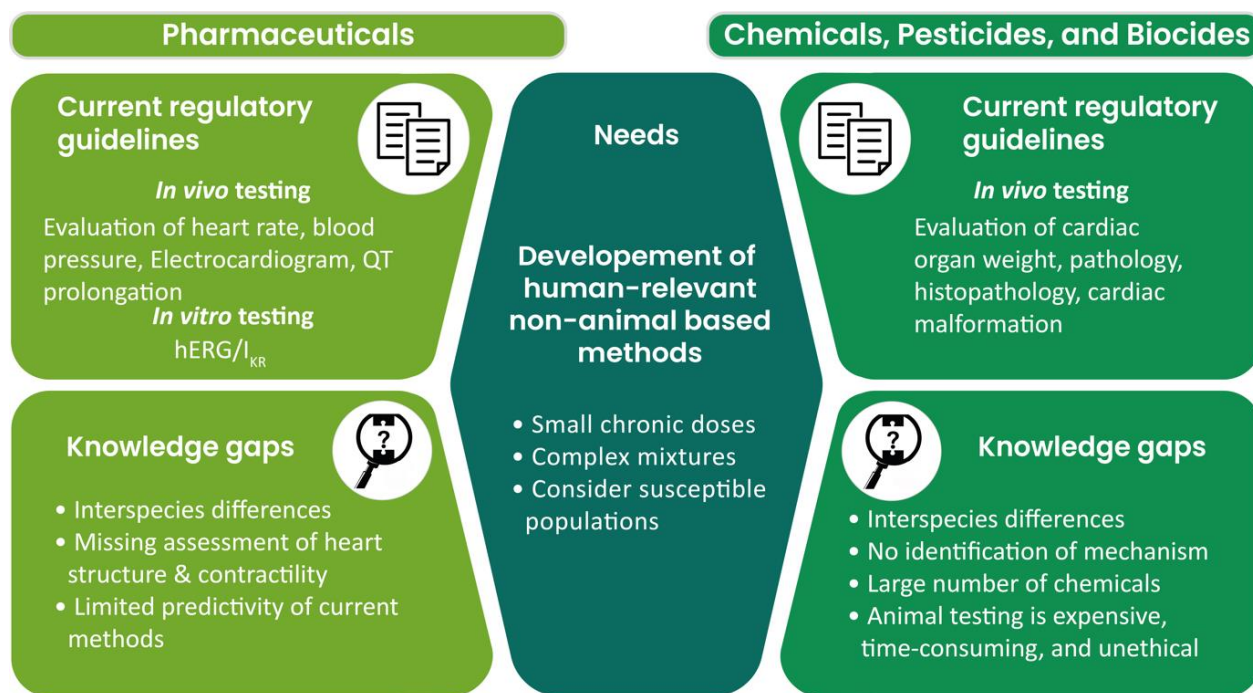 Pharmaceuticals
Current regulatory
guidelines
In vivo testing
Evaluation of heart rate, blood
pressure, Electrocardiogram, QT
prolongation
In vitro testing
hERG/I_KR
Knowledge gaps
?
• Interspecies differences
• Missing assessment of heart
structure & contractility
• Limited predictivity of current
methods
Needs
Developement of
human-relevant
non-animal based
methods
• Small chronic doses
• Complex mixtures
• Consider susceptible
populations
Chemicals, Pesticides, and Biocides
Current regulatory
guidelines
In vivo testing
Evaluation of cardiac
organ weight, pathology,
histopathology, cardiac
malformation
?
Knowledge gaps
• Interspecies differences
• No identification of mechanism
• Large number of chemicals
• Animal testing is expensive,
time-consuming, and unethical